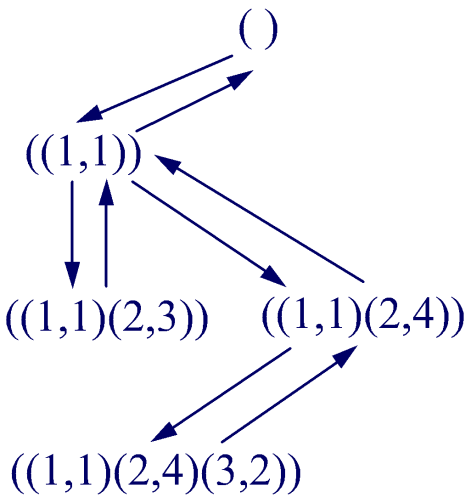 ( )
((1,1))
((1,1)(2,3)) ((1,1)(2,4))
((1,1)(2,4)(3,2))